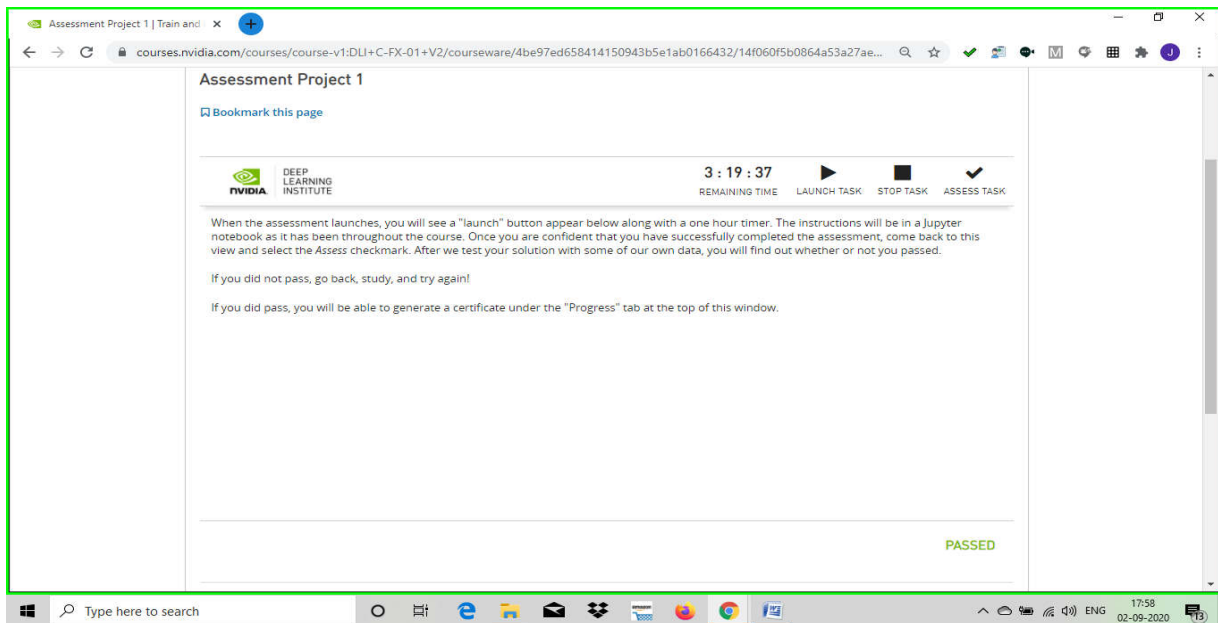 Assessment Project 1 | Train and
courses.nvidia.com/courses/course-v1:DLI+C-FX-01+V2/courseware/4be97ed658414150943b5e1ab0166432/14f060f5b0864a53a27ae...
M
J
Assessment Project 1
Bookmark this page
NVIDIA.
DEEP
LEARNING
INSTITUTE
3 : 19 : 37
REMAINING TIME
LAUNCH TASK
STOP TASK
ASSESS TASK
When the assessment launches, you will see a "launch" button appear below along with a one hour timer. The instructions will be in a Jupyter
notebook as it has been throughout the course. Once you are confident that you have successfully completed the assessment, come back to this
view and select the Assess checkmark. After we test your solution with some of our own data, you will find out whether or not you passed.
If you did not pass, go back, study, and try again!
If you did pass, you will be able to generate a certificate under the "Progress" tab at the top of this window.
PASSED
Type here to search
ENG
17:58
02-09-2020
13